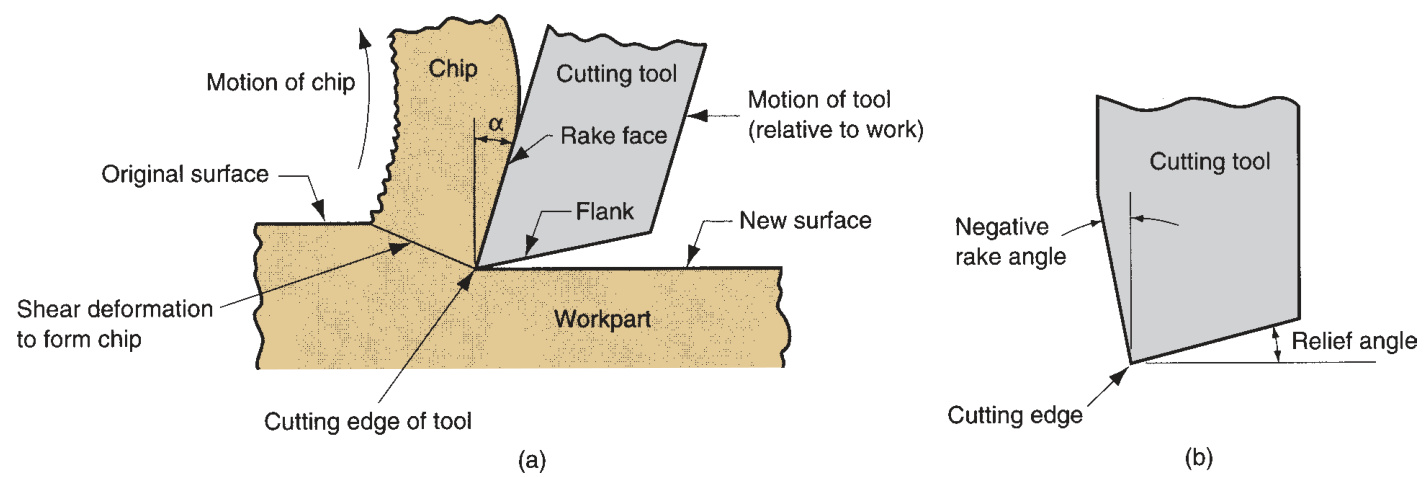 Chip
Cutting tool
Motion of chip
α
Motion of tool
(relative to work)
Rake face
Original surface
Flank
New surface
Shear deformation
to form chip
Workpart
Cutting edge of tool
(a)
Cutting tool
Negative
rake angle
Relief angle
Cutting edge
(b)